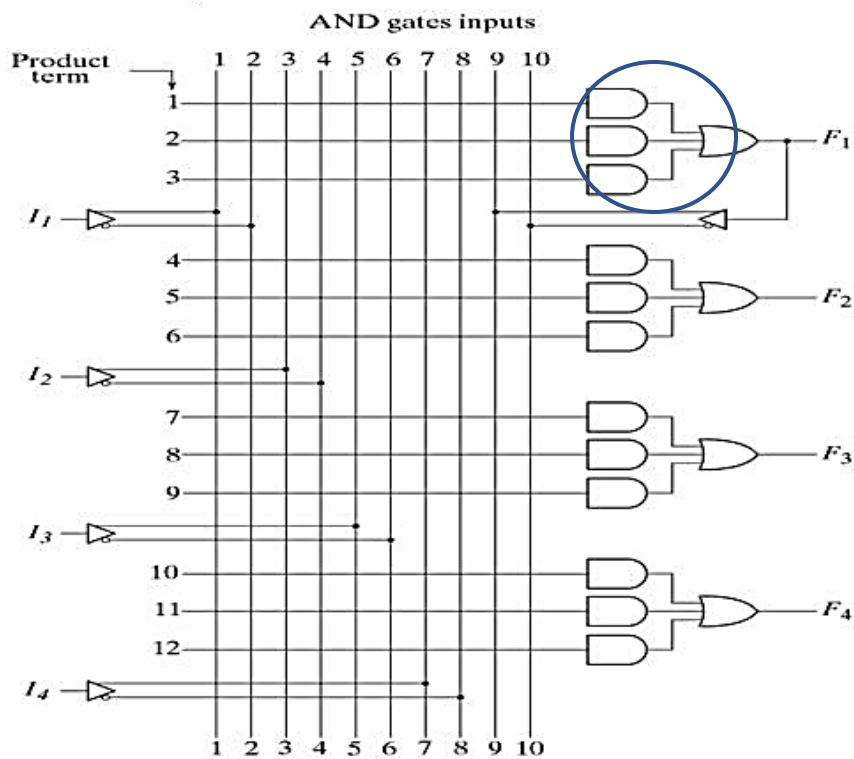 AND gates inputs
Product
term
1 2 3 4 5 6 7 8 9 10
1
2
F1
3
I1
4
5
F2
6
I2
7
8
F3
9
I3
10
11
F4
12
I4
1 2 3 4 5 6 7 8 9 10